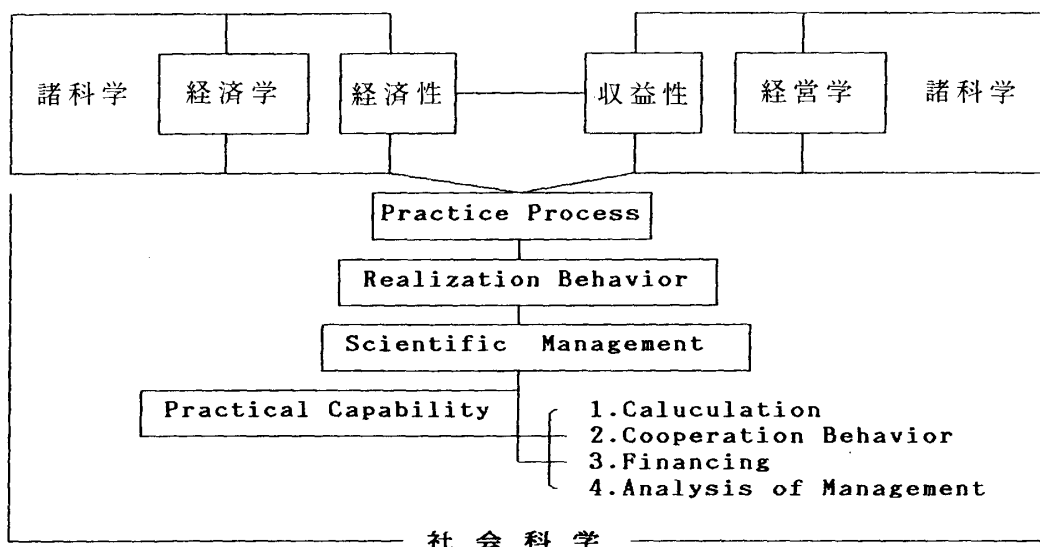 諸科学 経済学 経済性 収益性 経営学 諸科学
Practice Process
Realization Behavior
Scientific Management
Practical Capability
1.Caluculation
2.Cooperation Behavior
3.Financing
4.Analysis of Management
社会科学